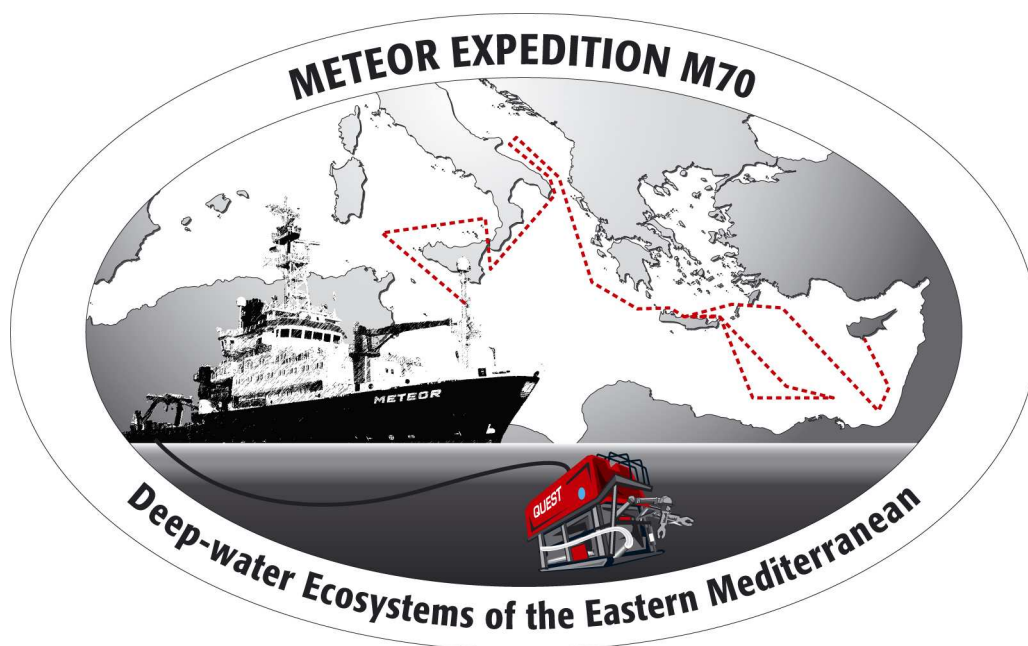 METEOR EXPEDITION M70
METEOR
QUEST
Deep-water Ecosystems of the Eastern Mediterranean